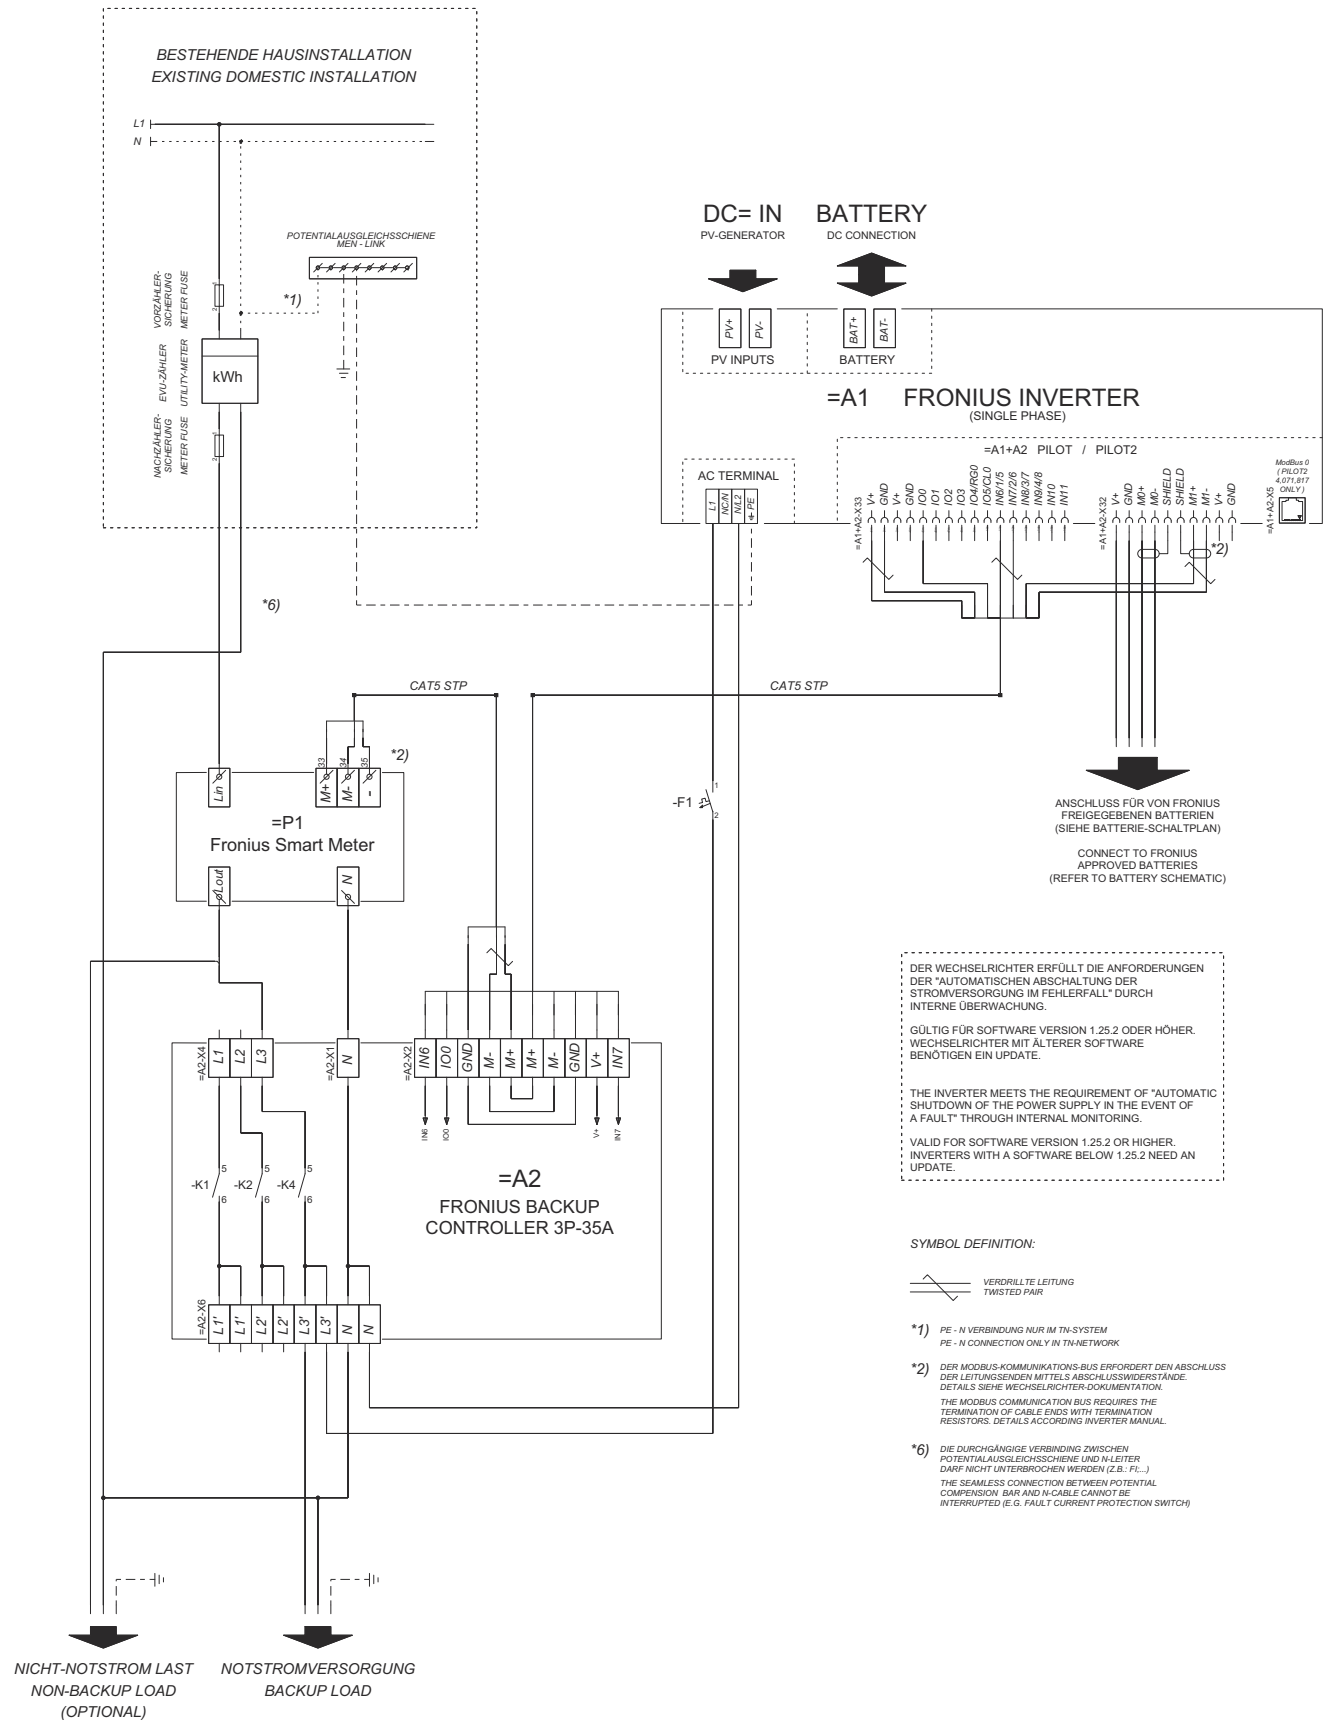 BESTEHENDE HAUSINSTALLATION
EXISTING DOMESTIC INSTALLATION
L1
N
POTENTIALAUSGLEICHSSCHIENE
MEN - LINK
*1)
VORZÄHLER-
SICHERUNG
METER FUSE
1
2
EVU-ZÄHLER
UTILITY-METER
kWh
NACHZÄHLER-
SICHERUNG
METER FUSE
1
2
*6)
DC= IN
PV-GENERATOR
BATTERY
DC CONNECTION
PV+
PV-
PV INPUTS
BAT+
BAT-
BATTERY
=A1 FRONIUS INVERTER
(SINGLE PHASE)
AC TERMINAL
L1
NC/N
N/L2
PE
=A1+A2 PILOT / PILOT2
=A1+A2-X33
V+
GND
V+
GND
IO0
IO1
IO2
IO3
IO4/RG0
IO5/CL0
IN6/1/5
IN7/2/6
IN8/3/7
IN9/4/8
IN10
IN11
=A1+A2-X32
V+
GND
M0+
M0-
SHIELD
SHIELD
M1+
M1-
V+
GND
*2)
ModBus 0
( PILOT2
4,071,817
ONLY )
=A1+A2-X5
CAT5 STP
CAT5 STP
*2)
Lin
33
34
35
M+
M-
-
=P1
Fronius Smart Meter
Lout
N
-F1
1
2
ANSCHLUSS FÜR VON FRONIUS
FREIGEGEBENEN BATTERIEN
(SIEHE BATTERIE-SCHALTPLAN)
CONNECT TO FRONIUS
APPROVED BATTERIES
(REFER TO BATTERY SCHEMATIC)
DER WECHSELRICHTER ERFÜLLT DIE ANFORDERUNGEN
DER "AUTOMATISCHEN ABSCHALTUNG DER
STROMVERSORGUNG IM FEHLERFALL" DURCH
INTERNE ÜBERWACHUNG.
GÜLTIG FÜR SOFTWARE VERSION 1.25.2 ODER HÖHER.
WECHSELRICHTER MIT ÄLTERER SOFTWARE
BENÖTIGEN EIN UPDATE.
THE INVERTER MEETS THE REQUIREMENT OF "AUTOMATIC
SHUTDOWN OF THE POWER SUPPLY IN THE EVENT OF
A FAULT" THROUGH INTERNAL MONITORING.
VALID FOR SOFTWARE VERSION 1.25.2 OR HIGHER.
INVERTERS WITH A SOFTWARE BELOW 1.25.2 NEED AN
UPDATE.
=A2-X4
L1
L2
L3
=A2-X1
N
=A2-X2
IN6
IO0
GND
M-
M+
M+
M-
GND
V+
IN7
IN6
IO0
V+
IN7
-K1
5
6
-K2
5
6
-K4
5
6
=A2
FRONIUS BACKUP
CONTROLLER 3P-35A
=A2-X6
L1'
L1'
L2'
L2'
L3'
L3'
N
N
SYMBOL DEFINITION:
VERDRILLTE LEITUNG
TWISTED PAIR
*1) PE - N VERBINDUNG NUR IM TN-SYSTEM
PE - N CONNECTION ONLY IN TN-NETWORK
*2) DER MODBUS-KOMMUNIKATIONS-BUS ERFORDERT DEN ABSCHLUSS
DER LEITUNGSENDEN MITTELS ABSCHLUSSWIDERSTÄNDE.
DETAILS SIEHE WECHSELRICHTER-DOKUMENTATION.
THE MODBUS COMMUNICATION BUS REQUIRES THE
TERMINATION OF CABLE ENDS WITH TERMINATION
RESISTORS. DETAILS ACCORDING INVERTER MANUAL.
*6) DIE DURCHGÄNGIGE VERBINDING ZWISCHEN
POTENTIALAUSGLEICHSSCHIENE UND N-LEITER
DARF NICHT UNTERBROCHEN WERDEN (Z.B.: FI;...)
THE SEAMLESS CONNECTION BETWEEN POTENTIAL
COMPENSION BAR AND N-CABLE CANNOT BE
INTERRUPTED (E.G. FAULT CURRENT PROTECTION SWITCH)
NICHT-NOTSTROM LAST
NON-BACKUP LOAD
(OPTIONAL)
NOTSTROMVERSORGUNG
BACKUP LOAD